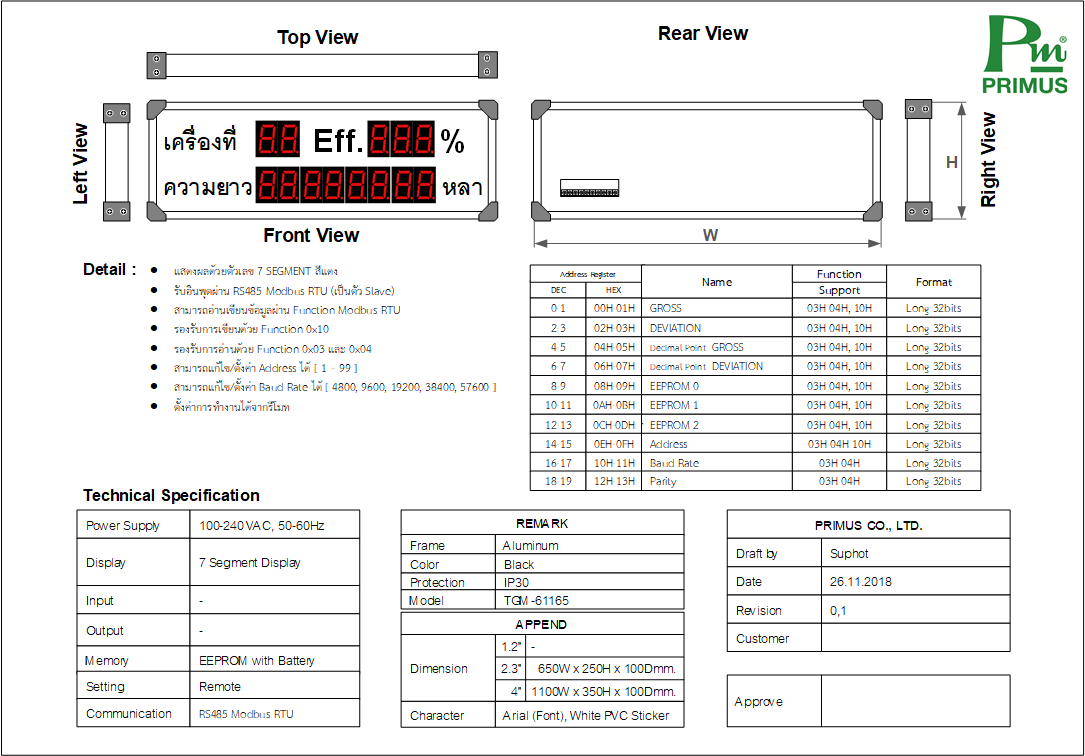 Top View
Rear View
Pm®
PRIMUS
Left View
เครื่องที่ 88 Eff. 888 %
ความยาว 88888888 หลา
Front View
H
Right View
W
Detail :
● แสดงผลด้วยตัวเลข 7 SEGMENT สีแดง
● รับอินพุตผ่าน RS485 Modbus RTU (เป็นตัว Slave)
● สามารถอ่านเขียนข้อมูลผ่าน Function Modbus RTU
● รองรับการเขียนด้วย Function 0x10
● รองรับการอ่านด้วย Function 0x03 และ 0x04
● สามารถแก้ไข/ตั้งค่า Address ได้ [ 1 - 99 ]
● สามารถแก้ไข/ตั้งค่า Baud Rate ได้ [ 4800, 9600, 19200, 38400, 57600 ]
● ตั้งค่าการทำงานได้จากรีโมท
Address Register Name Function Support Format
DEC HEX
0-1 00H-01H GROSS 03H 04H, 10H Long 32bits
2-3 02H-03H DEVIATION 03H 04H, 10H Long 32bits
4-5 04H-05H Decimal Point GROSS 03H 04H, 10H Long 32bits
6-7 06H-07H Decimal Point DEVIATION 03H 04H, 10H Long 32bits
8-9 08H-09H EEPROM 0 03H 04H, 10H Long 32bits
10-11 0AH-0BH EEPROM 1 03H 04H, 10H Long 32bits
12-13 0CH-0DH EEPROM 2 03H 04H, 10H Long 32bits
14-15 0EH-0FH Address 03H 04H 10H Long 32bits
16-17 10H-11H Baud Rate 03H 04H Long 32bits
18-19 12H-13H Parity 03H 04H Long 32bits
Technical Specification
Power Supply 100-240VAC, 50-60Hz
Display 7 Segment Display
Input -
Output -
Memory EEPROM with Battery
Setting Remote
Communication RS485 Modbus RTU
REMARK
Frame Aluminum
Color Black
Protection IP30
Model TGM-61165
APPEND
Dimension
1.2" -
2.3" 650W x 250H x 100Dmm.
4" 1100W x 350H x 100Dmm.
Character Arial (Font), White PVC Sticker
PRIMUS CO., LTD.
Draft by Suphot
Date 26.11.2018
Revision 0,1
Customer
Approve